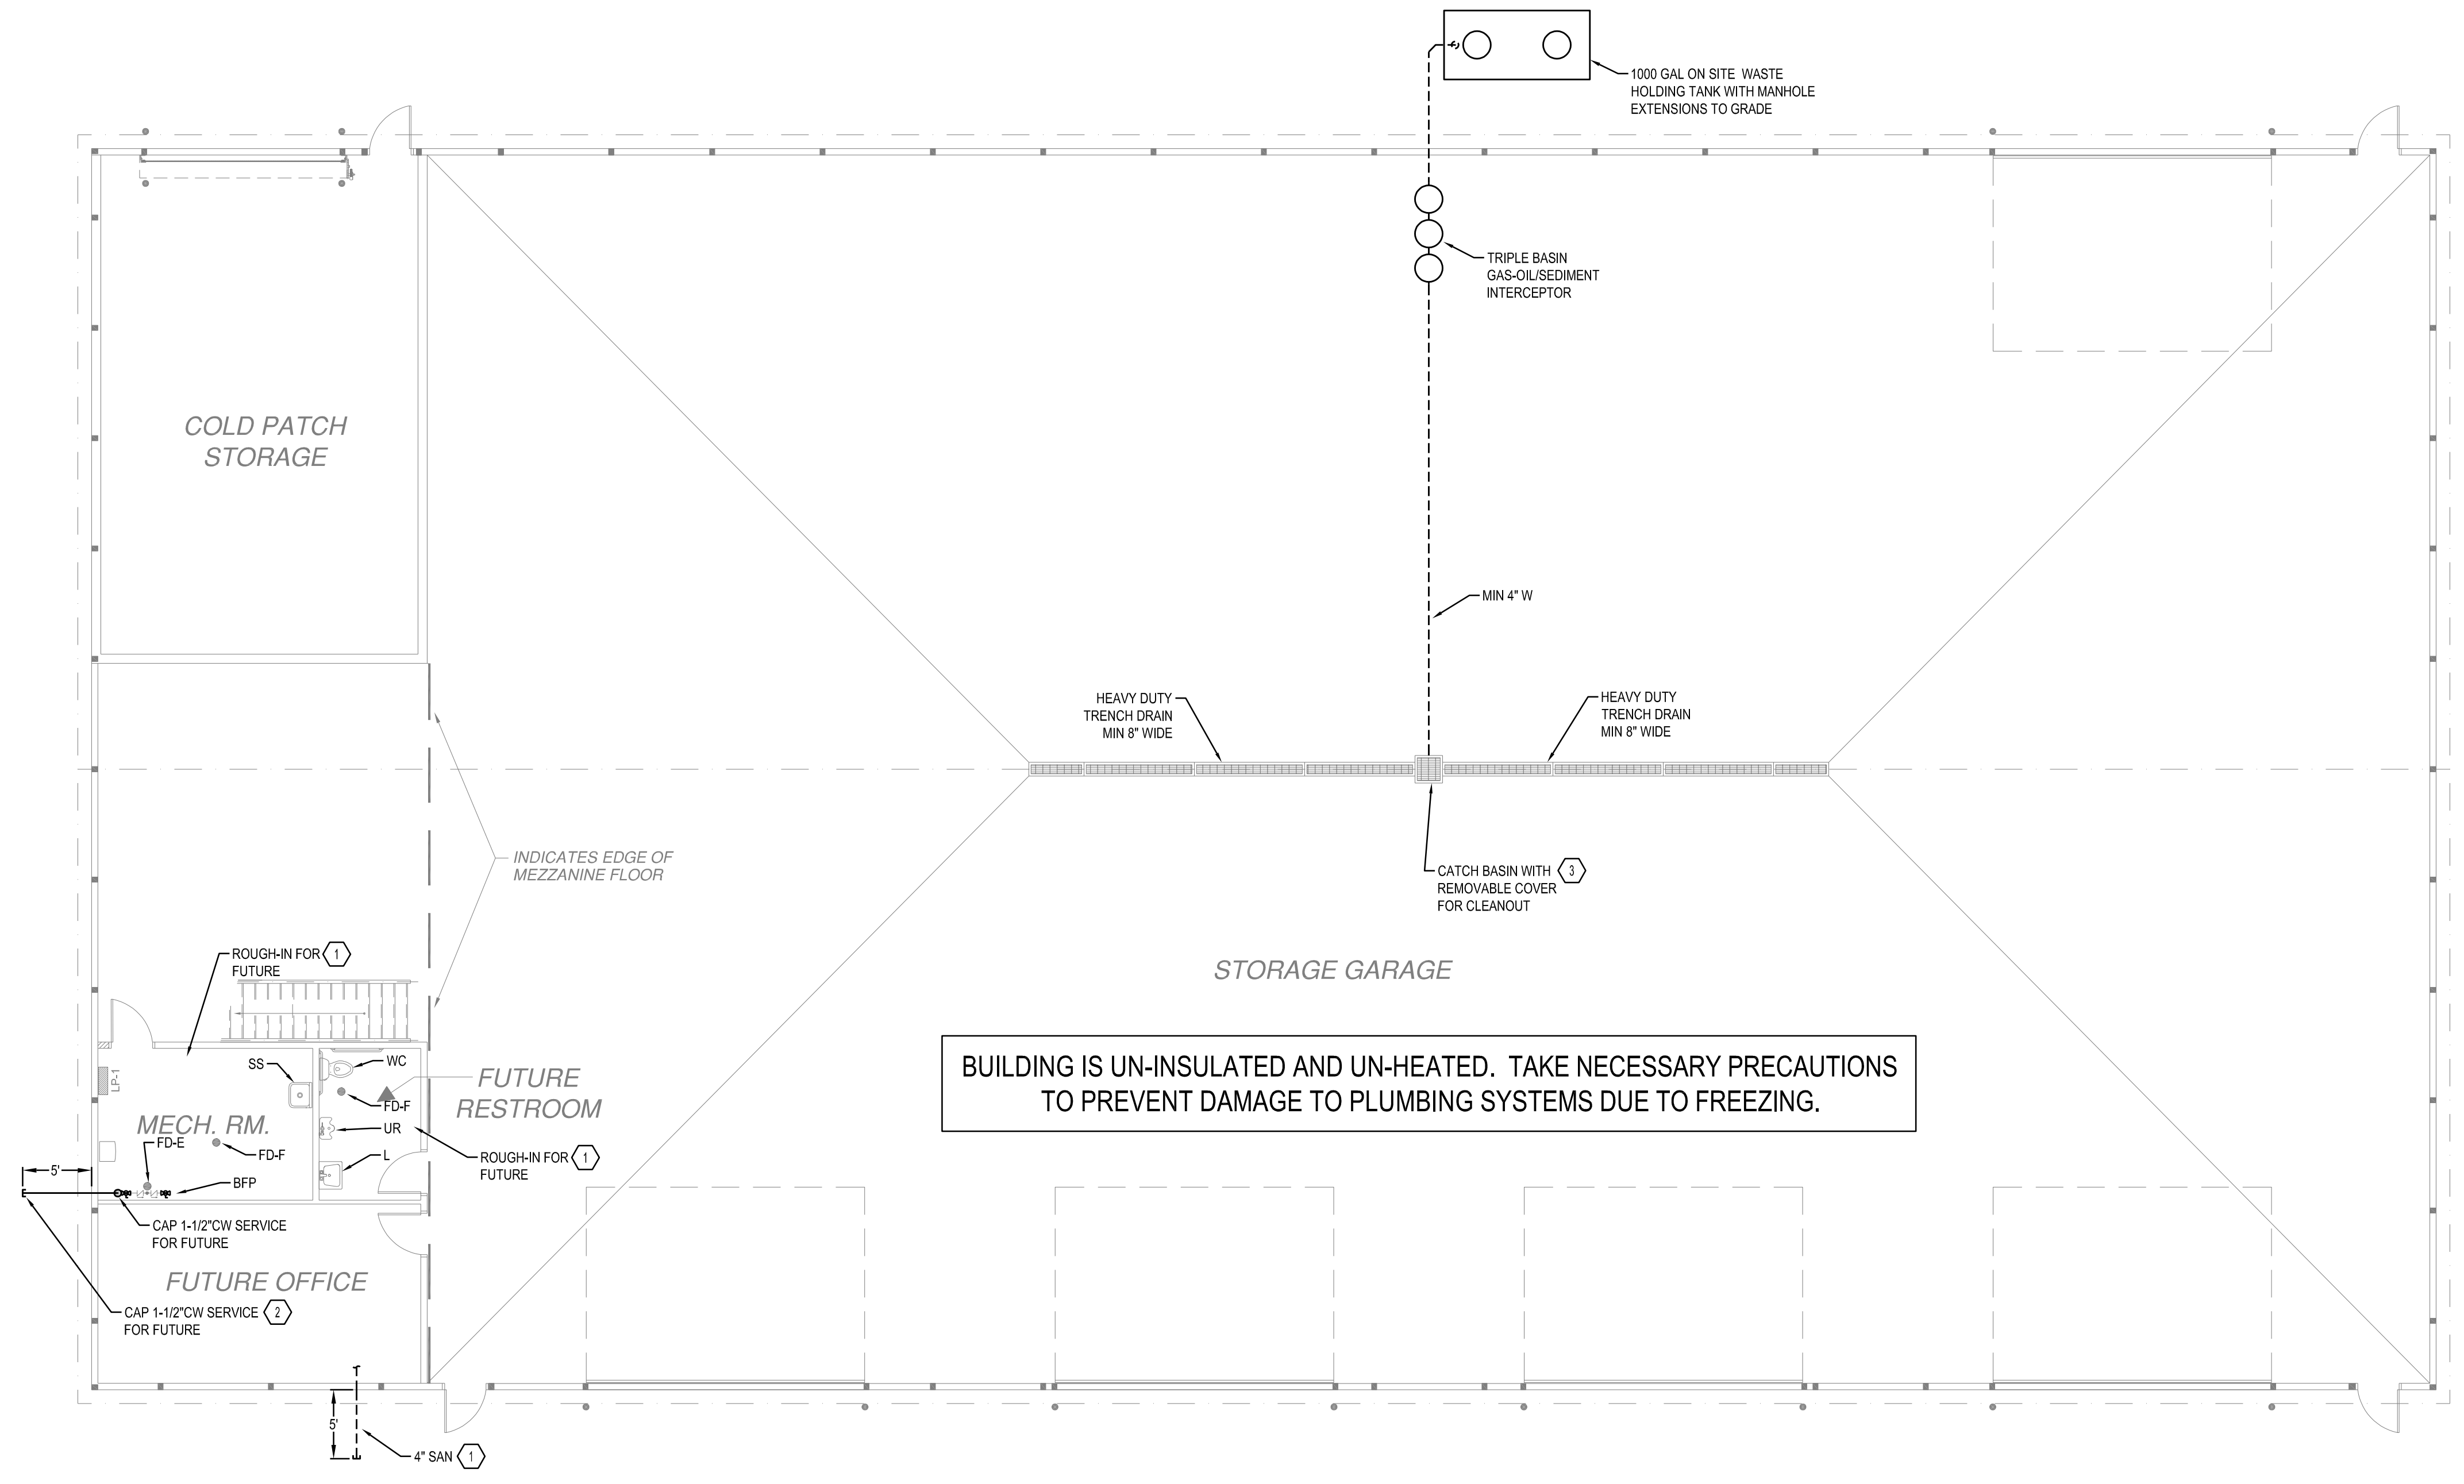 1000 GAL ON SITE WASTE
HOLDING TANK WITH MANHOLE
EXTENSIONS TO GRADE
TRIPLE BASIN
GAS-OIL/SEDIMENT
INTERCEPTOR
COLD PATCH
STORAGE
MIN 4" W
HEAVY DUTY
TRENCH DRAIN
MIN 8" WIDE
HEAVY DUTY
TRENCH DRAIN
MIN 8" WIDE
INDICATES EDGE OF
MEZZANINE FLOOR
CATCH BASIN WITH 3
REMOVABLE COVER
FOR CLEANOUT
ROUGH-IN FOR 1
FUTURE
STORAGE GARAGE
BUILDING IS UN-INSULATED AND UN-HEATED. TAKE NECESSARY PRECAUTIONS
TO PREVENT DAMAGE TO PLUMBING SYSTEMS DUE TO FREEZING.
SS
WC
LP-1
FUTURE
RESTROOM
FD-F
MECH. RM.
UR
FD-E
FD-F
L
ROUGH-IN FOR 1
FUTURE
5'
BFP
CAP 1-1/2"CW SERVICE
FOR FUTURE
FUTURE OFFICE
CAP 1-1/2"CW SERVICE 2
FOR FUTURE
5'
4" SAN 1